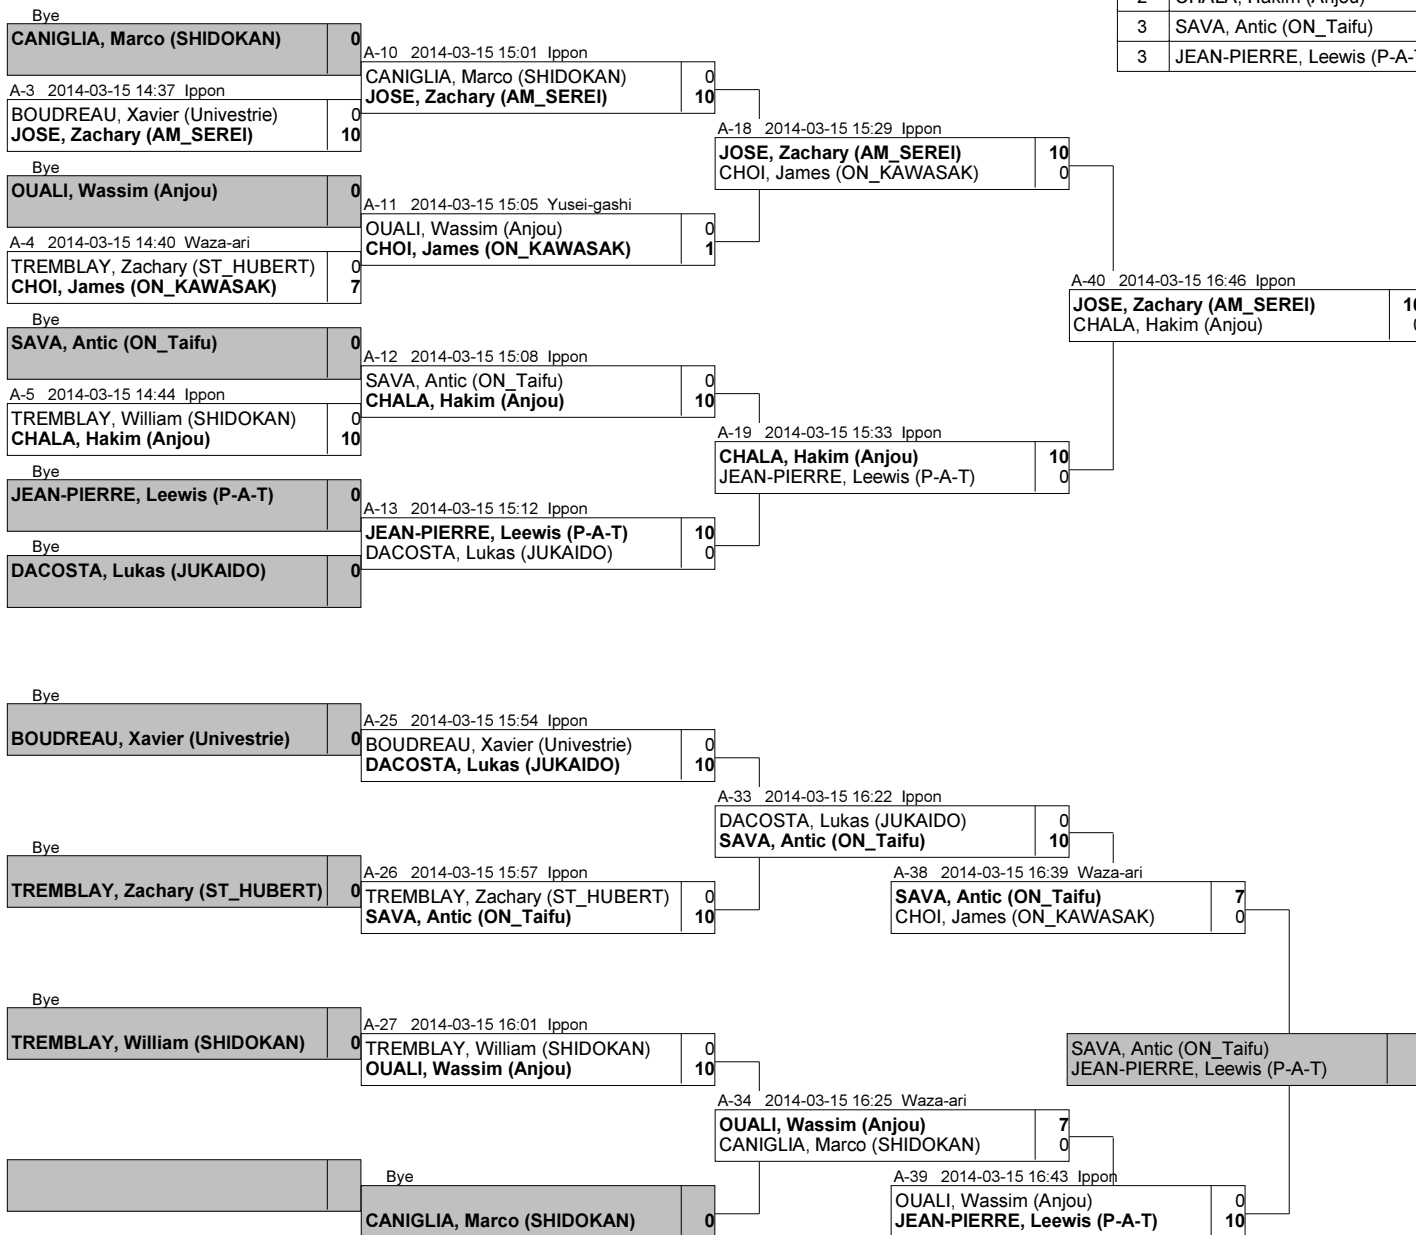 2 CHALA, Hakim (Anjou)
3 SAVA, Antic (ON_Taifu)
3 JEAN-PIERRE, Leewis (P-A-
Bye
CANIGLIA, Marco (SHIDOKAN) 0
A-3 2014-03-15 14:37 Ippon
BOUDREAU, Xavier (Univestrie) 0
JOSE, Zachary (AM_SEREI) 10
Bye
OUALI, Wassim (Anjou) 0
A-4 2014-03-15 14:40 Waza-ari
TREMBLAY, Zachary (ST_HUBERT) 0
CHOI, James (ON_KAWASAK) 7
Bye
SAVA, Antic (ON_Taifu) 0
A-5 2014-03-15 14:44 Ippon
TREMBLAY, William (SHIDOKAN) 0
CHALA, Hakim (Anjou) 10
Bye
JEAN-PIERRE, Leewis (P-A-T) 0
Bye
DACOSTA, Lukas (JUKAIDO) 0
A-10 2014-03-15 15:01 Ippon
CANIGLIA, Marco (SHIDOKAN) 0
JOSE, Zachary (AM_SEREI) 10
A-11 2014-03-15 15:05 Yusei-gashi
OUALI, Wassim (Anjou) 0
CHOI, James (ON_KAWASAK) 1
A-12 2014-03-15 15:08 Ippon
SAVA, Antic (ON_Taifu) 0
CHALA, Hakim (Anjou) 10
A-13 2014-03-15 15:12 Ippon
JEAN-PIERRE, Leewis (P-A-T) 10
DACOSTA, Lukas (JUKAIDO) 0
A-18 2014-03-15 15:29 Ippon
JOSE, Zachary (AM_SEREI) 10
CHOI, James (ON_KAWASAK) 0
A-19 2014-03-15 15:33 Ippon
CHALA, Hakim (Anjou) 10
JEAN-PIERRE, Leewis (P-A-T) 0
A-40 2014-03-15 16:46 Ippon
JOSE, Zachary (AM_SEREI) 10
CHALA, Hakim (Anjou) 0
Bye
BOUDREAU, Xavier (Univestrie) 0
Bye
TREMBLAY, Zachary (ST_HUBERT) 0
Bye
TREMBLAY, William (SHIDOKAN) 0
A-25 2014-03-15 15:54 Ippon
BOUDREAU, Xavier (Univestrie) 0
DACOSTA, Lukas (JUKAIDO) 10
A-26 2014-03-15 15:57 Ippon
TREMBLAY, Zachary (ST_HUBERT) 0
SAVA, Antic (ON_Taifu) 10
A-27 2014-03-15 16:01 Ippon
TREMBLAY, William (SHIDOKAN) 0
OUALI, Wassim (Anjou) 10
Bye
CANIGLIA, Marco (SHIDOKAN) 0
A-33 2014-03-15 16:22 Ippon
DACOSTA, Lukas (JUKAIDO) 0
SAVA, Antic (ON_Taifu) 10
A-34 2014-03-15 16:25 Waza-ari
OUALI, Wassim (Anjou) 7
CANIGLIA, Marco (SHIDOKAN) 0
A-38 2014-03-15 16:39 Waza-ari
SAVA, Antic (ON_Taifu) 7
CHOI, James (ON_KAWASAK) 0
A-39 2014-03-15 16:43 Ippon
OUALI, Wassim (Anjou) 0
JEAN-PIERRE, Leewis (P-A-T) 10
SAVA, Antic (ON_Taifu)
JEAN-PIERRE, Leewis (P-A-T)